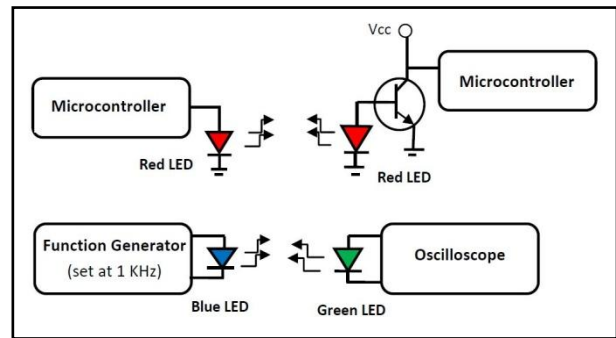 Vcc
Microcontroller
Microcontroller
Red LED
Red LED
Function Generator
(set at 1 KHz)
Oscilloscope
Blue LED
Green LED